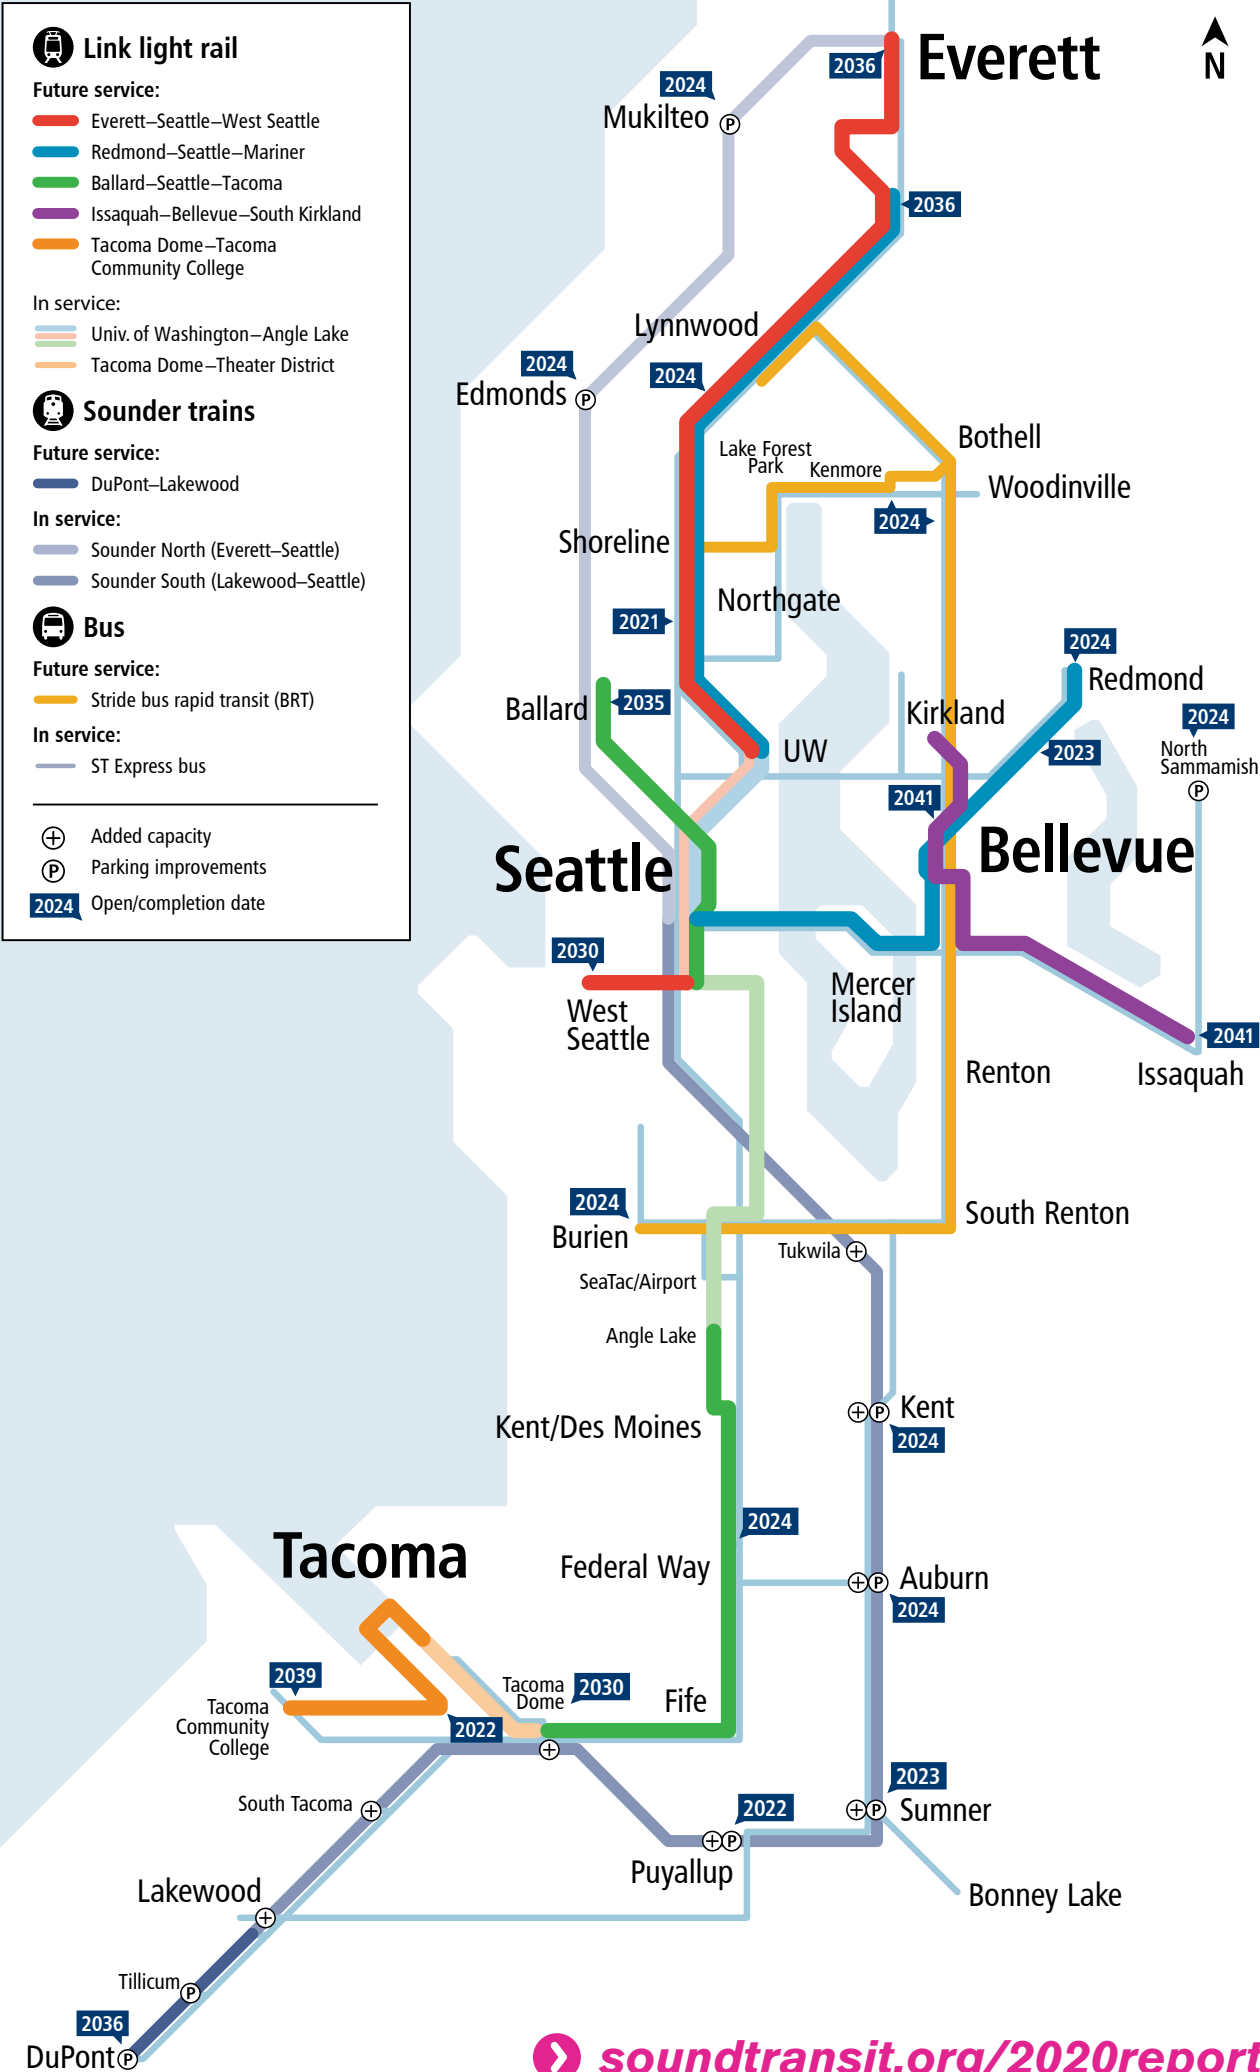 Link light rail
Future service:
Everett–Seattle–West Seattle
Redmond–Seattle–Mariner
Ballard–Seattle–Tacoma
Issaquah–Bellevue–South Kirkland
Tacoma Dome–Tacoma
Community College
In service:
Univ. of Washington–Angle Lake
Tacoma Dome–Theater District
Sounder trains
Future service:
DuPont–Lakewood
In service:
Sounder North (Everett–Seattle)
Sounder South (Lakewood–Seattle)
Bus
Future service:
Stride bus rapid transit (BRT)
In service:
ST Express bus
Added capacity
P Parking improvements
2024 Open/completion date
Everett
N
2036
2024
Mukilteo
P
2036
Lynnwood
2024
Edmonds
P
2024
Bothell
Lake Forest
Park
Kenmore
Woodinville
2024
Shoreline
Northgate
2021
2024
Redmond
Ballard
2035
Kirkland
2024
North
Sammamish
P
UW
2023
2041
Seattle
Bellevue
2030
West
Seattle
Mercer
Island
2041
Issaquah
Renton
2024
Burien
South Renton
Tukwila
SeaTac/Airport
Angle Lake
Kent/Des Moines
P
Kent
2024
2024
Tacoma
Federal Way
P
Auburn
2024
2039
Tacoma
Community
College
2022
Tacoma
Dome
2030
Fife
South Tacoma
2023
P
Sumner
2022
P
Puyallup
Lakewood
Bonney Lake
Tillicum
P
2036
DuPont
P
soundtransit.org/2020report